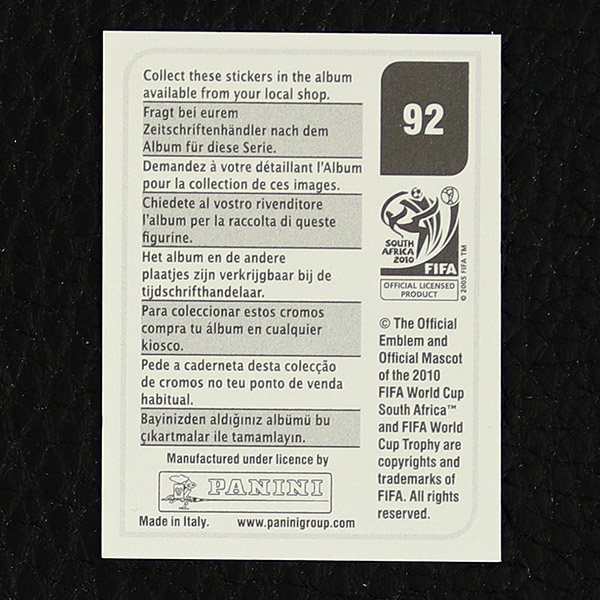 Collect these stickers in the album
available from your local shop.
Fragt bei eurem
Zeitschriftenhändler nach dem
Album für diese Serie.
Demandez à votre détaillant l'Album
pour la collection de ces images.
Chiedete al vostro rivenditore
l'album per la raccolta di queste
figurine.
Het album en de andere
plaatjes zijn verkrijgbaar bij de
tijdschrifthandelaar.
Para coleccionar estos cromos
compra tu álbum en cualquier
kiosco.
Pede a caderneta desta colecção
de cromos no teu ponto de venda
habitual.
Bayinizden aldığınız albümü bu
çıkartmalar ile tamamlayın.
Manufactured under licence by
PANINI
Made in Italy. www.paninigroup.com
92
SOUTH
AFRICA
2010
FIFA
OFFICIAL LICENSED
PRODUCT
© 2005 FIFA TM
© The Official
Emblem and
Official Mascot
of the 2010
FIFA World Cup
South Africa™
and FIFA World
Cup Trophy are
copyrights and
trademarks of
FIFA. All rights
reserved.